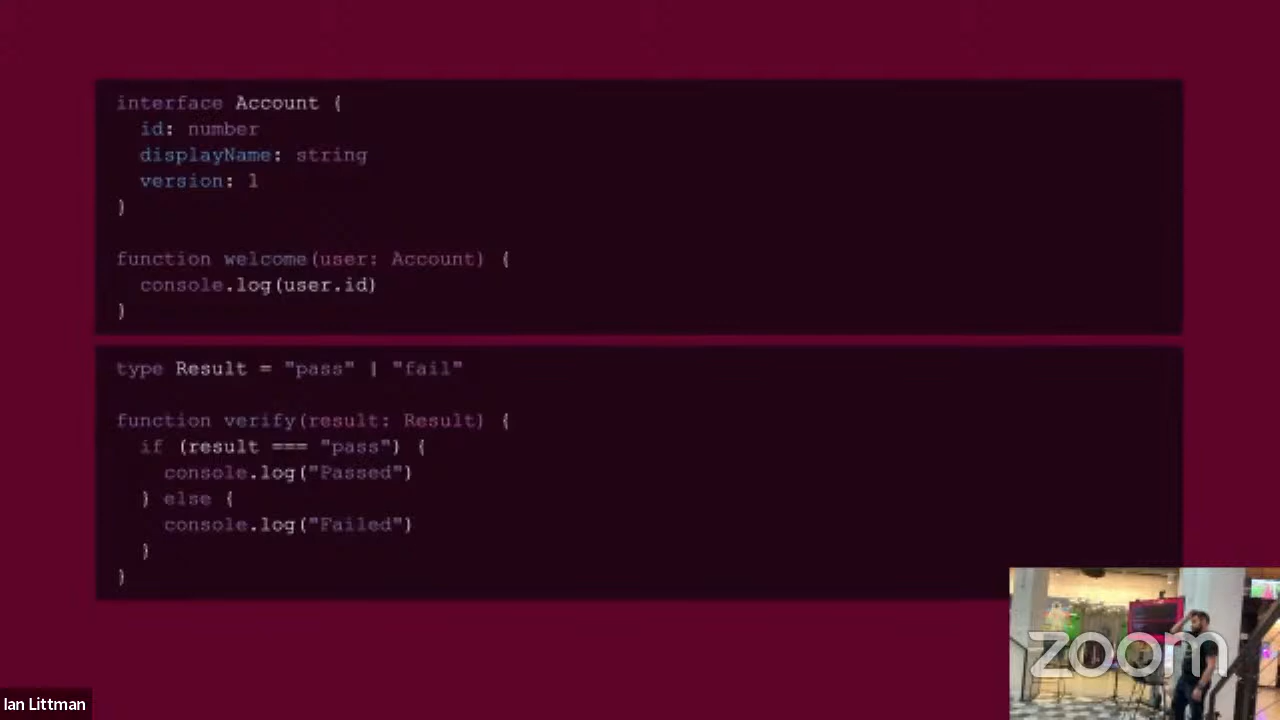 interface Account {
  id: number
  displayName: string
  version: 1
}
function welcome(user: Account) {
  console.log(user.id)
}
type Result = "pass" | "fail"
function verify(result: Result) {
  if (result === "pass") {
    console.log("Passed")
  } else {
    console.log("Failed")
  }
}
zoom
Ian Littman